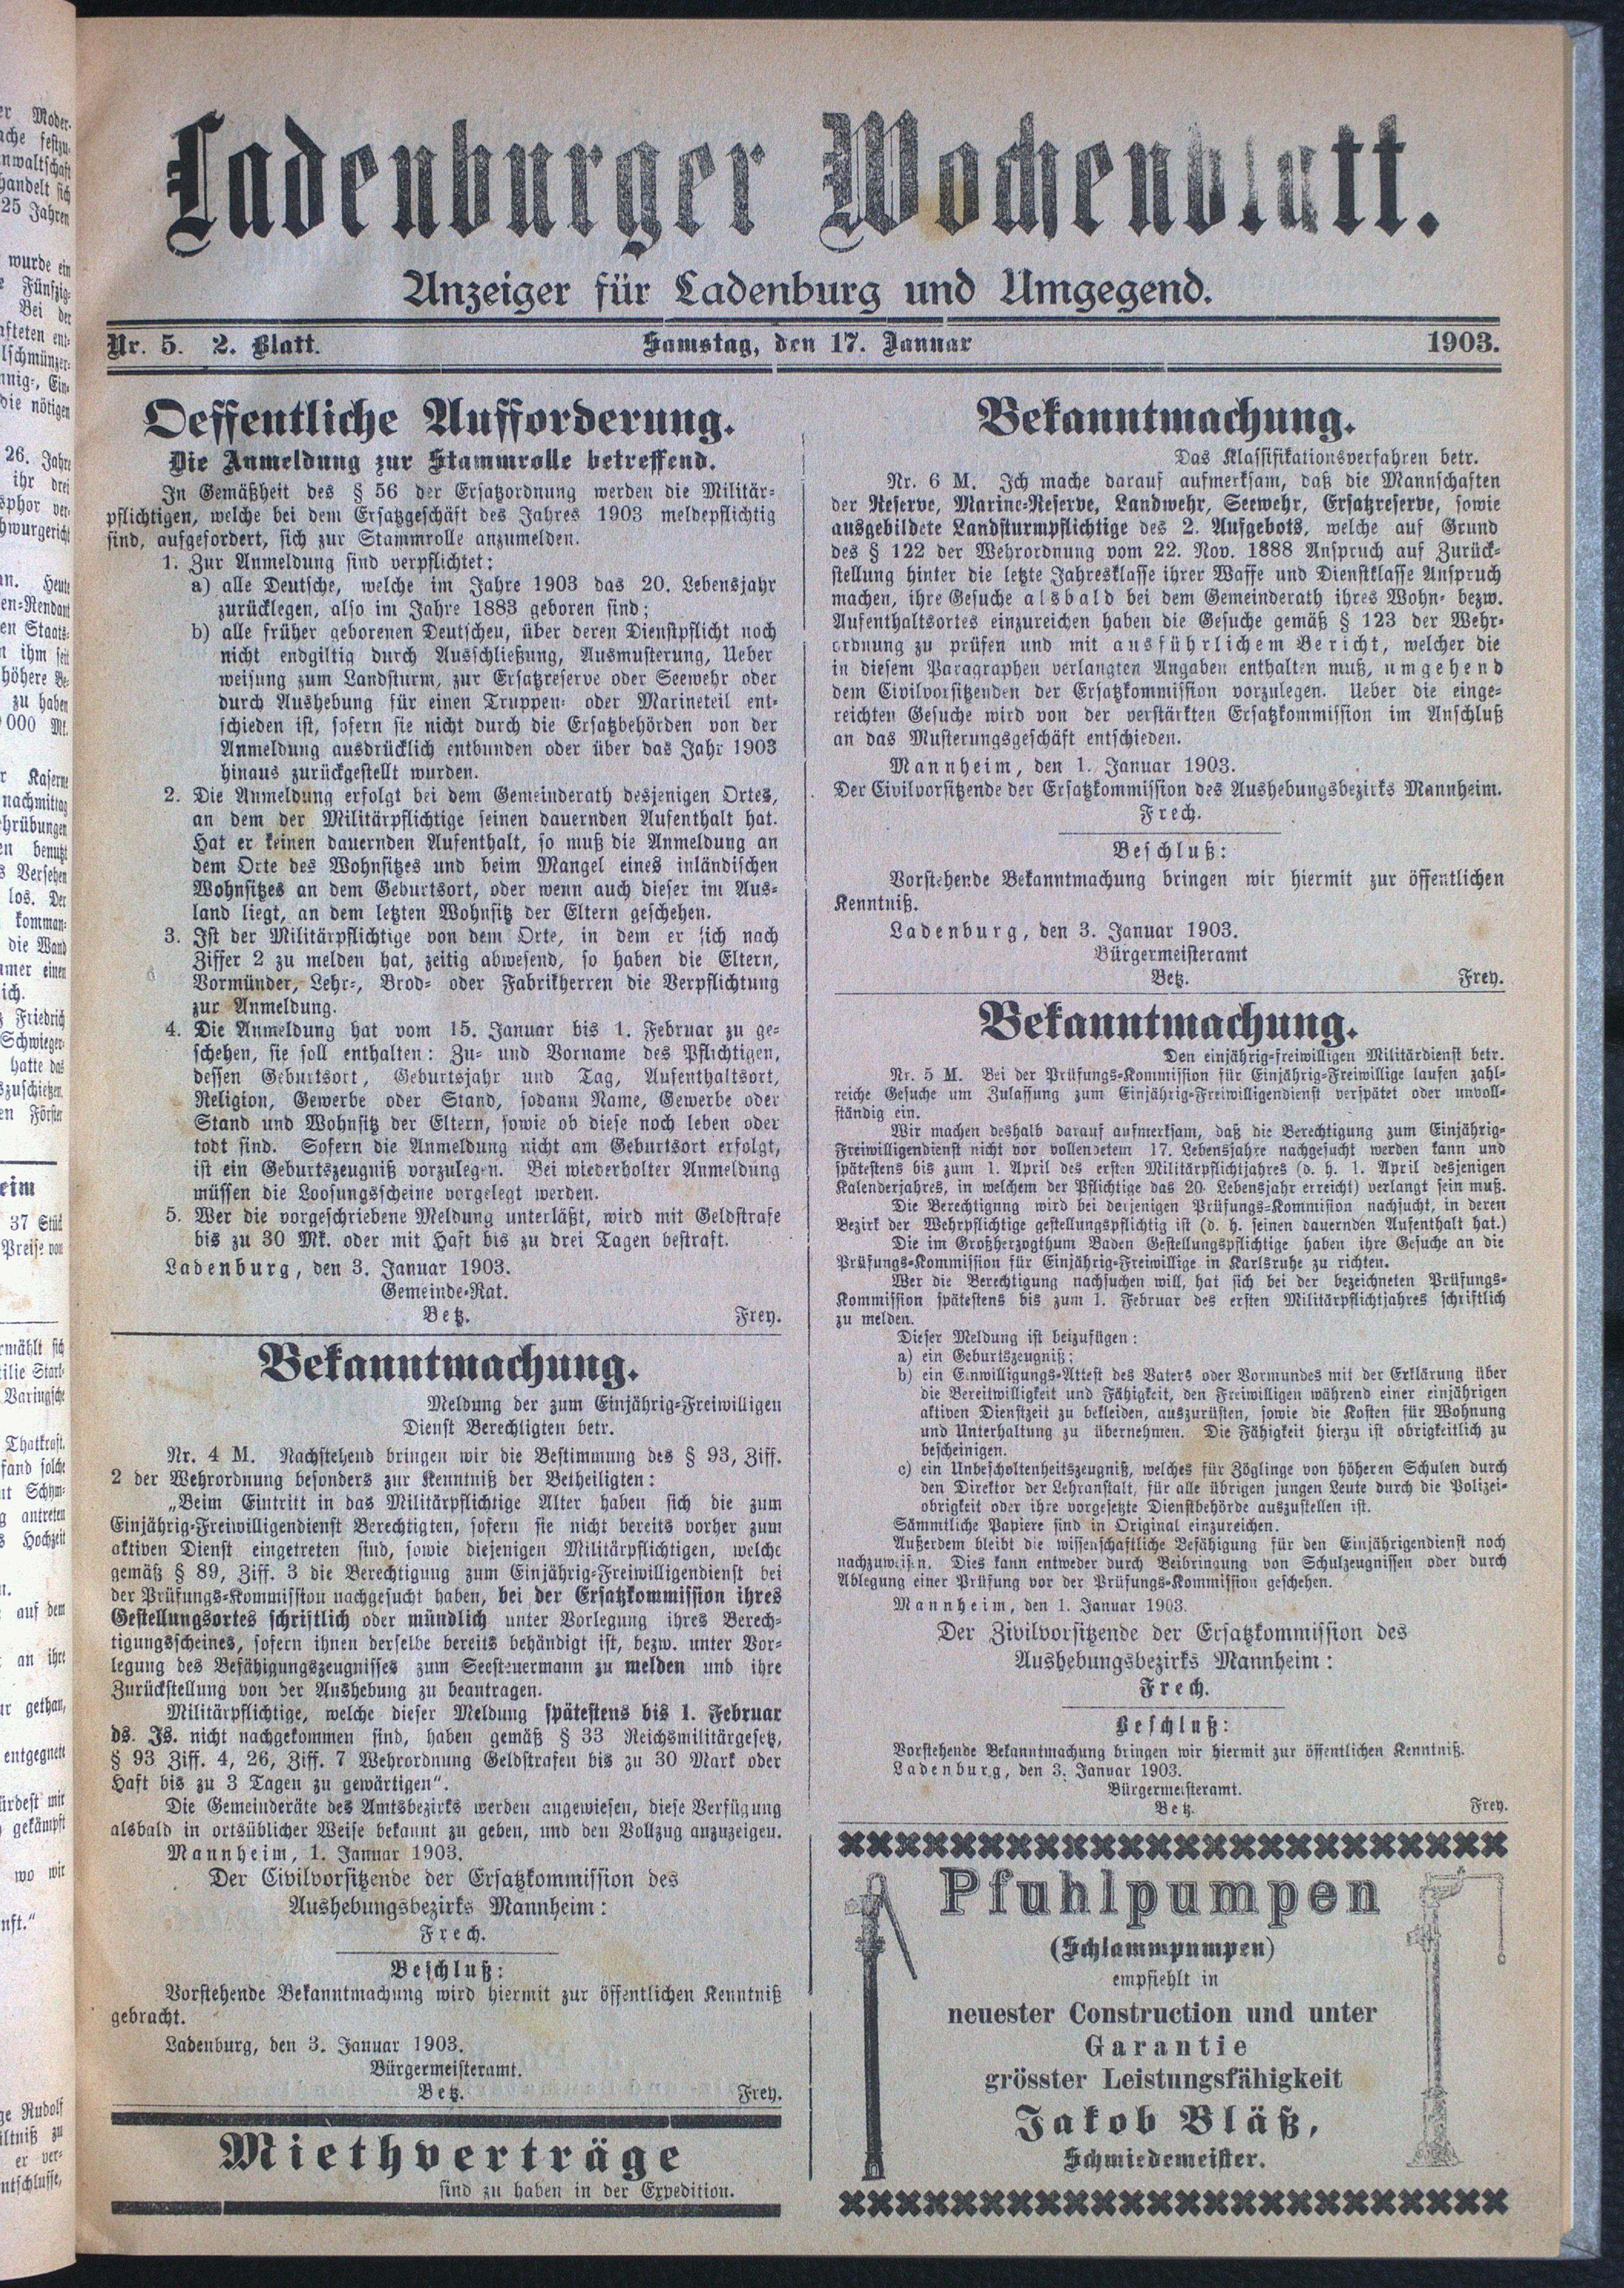 Ladenburger Wochenblatt.
Anzeiger für Ladenburg und Umgegend.
Nr. 5. 2. Blatt. Samstag, den 17. Januar 1903.
Oeffentliche Aufforderung.
Die Anmeldung zur Stammrolle betreffend.
In Gemäßheit des § 56 der Ersatzordnung werden die Militär-
pflichtigen, welche bei dem Ersatzgeschäft des Jahres 1903 meldepflichtig
sind, aufgefordert, sich zur Stammrolle anzumelden.
1. Zur Anmeldung sind verpflichtet:
a) alle Deutsche, welche im Jahre 1903 das 20. Lebensjahr
zurücklegen, also im Jahre 1883 geboren sind;
b) alle früher geborenen Deutschen, über deren Dienstpflicht noch
nicht endgiltig durch Ausschließung, Ausmusterung, Ueber
weisung zum Landsturm, zur Ersatzreserve oder Seewehr oder
durch Aushebung für einen Truppen- oder Marineteil ent-
schieden ist, sofern sie nicht durch die Ersatzbehörden von der
Anmeldung ausdrücklich entbunden oder über das Jahr 1903
hinaus zurückgestellt wurden.
2. Die Anmeldung erfolgt bei dem Gemeinderath desjenigen Ortes,
an dem der Militärpflichtige seinen dauernden Aufenthalt hat.
Hat er keinen dauernden Aufenthalt, so muß die Anmeldung an
dem Orte des Wohnsitzes und beim Mangel eines inländischen
Wohnsitzes an dem Geburtsort, oder wenn auch dieser im Aus-
land liegt, an dem letzten Wohnsitz der Eltern geschehen.
3. Ist der Militärpflichtige von dem Orte, in dem er sich nach
Ziffer 2 zu melden hat, zeitig abwesend, so haben die Eltern,
Vormünder, Lehr-, Brod- oder Fabrikherren die Verpflichtung
zur Anmeldung.
4. Die Anmeldung hat vom 15. Januar bis 1. Februar zu ge-
schehen, sie soll enthalten: Zu- und Vorname des Pflichtigen,
dessen Geburtsort, Geburtsjahr und Tag, Aufenthaltsort,
Religion, Gewerbe oder Stand, sodann Name, Gewerbe oder
Stand und Wohnsitz der Eltern, sowie ob diese noch leben oder
todt sind. Sofern die Anmeldung nicht am Geburtsort erfolgt,
ist ein Geburtszeugniß vorzulegen. Bei wiederholter Anmeldung
müssen die Loosungsscheine vorgelegt werden.
5. Wer die vorgeschriebene Meldung unterläßt, wird mit Geldstrafe
bis zu 30 Mk. oder mit Haft bis zu drei Tagen bestraft.
Ladenburg, den 3. Januar 1903.
Gemeinde-Rat.
Betz. Frey.
Bekanntmachung.
Meldung der zum Einjährig-Freiwilligen
Dienst Berechtigten betr.
Nr. 4 M. Nachstehend bringen wir die Bestimmung des § 93, Ziff.
2 der Wehrordnung besonders zur Kenntniß der Betheiligten:
„Beim Eintritt in das Militärpflichtige Alter haben sich die zum
Einjährig-Freiwilligendienst Berechtigten, sofern sie nicht bereits vorher zum
aktiven Dienst eingetreten sind, sowie diejenigen Militärpflichtigen, welche
gemäß § 89, Ziff. 3 die Berechtigung zum Einjährig-Freiwilligendienst bei
der Prüfungs-Kommission nachgesucht haben, bei der Ersatzkommission ihres
Gestellungsortes schristlich oder mündlich unter Vorlegung ihres Berech-
tigungsscheines, sofern ihnen derselbe bereits behändigt ist, bezw. unter Vor-
legung des Befähigungszeugnisses zum Seesteuermann zu melden und ihre
Zurückstellung von der Aushebung zu beantragen.
Militärpflichtige, welche dieser Meldung spätestens bis 1. Februar
ds. Js. nicht nachgekommen sind, haben gemäß § 33 Reichsmilitärgesetz,
§ 93 Ziff. 4, 26, Ziff. 7 Wehrordnung Geldstrafen bis zu 30 Mark oder
Haft bis zu 3 Tagen zu gewärtigen“.
Die Gemeinderäte des Amtsbezirks werden angewiesen, diese Verfügung
alsbald in ortsüblicher Weise bekannt zu geben, und den Vollzug anzuzeigen.
Mannheim, 1. Januar 1903.
Der Civilvorsitzende der Ersatzkommission des
Aushebungsbezirks Mannheim:
Frech.
Beschluß:
Vorstehende Bekanntmachung wird hiermit zur öffentlichen Kenntniß
gebracht.
Ladenburg, den 3. Januar 1903.
Bürgermeisteramt.
Betz. Frey.
Miethverträge
sind zu haben in der Expedition.
Bekanntmachung.
Das Klassifikationsverfahren betr.
Nr. 6 M. Ich mache darauf aufmerksam, daß die Mannschaften
der Reserve, Marine-Reserve, Landwehr, Seewehr, Ersatzreserve, sowie
ausgebildete Landsturmpflichtige des 2. Aufgebots, welche auf Grund
des § 122 der Wehrordnung vom 22. Nov. 1888 Anspruch auf Zurück-
stellung hinter die letzte Jahresklasse ihrer Waffe und Dienstklasse Anspruch
machen, ihre Gesuche alsbald bei dem Gemeinderath ihres Wohn- bezw.
Aufenthaltsortes einzureichen haben die Gesuche gemäß § 123 der Wehr-
ordnung zu prüfen und mit ausführlichem Bericht, welcher die
in diesem Paragraphen verlangten Angaben enthalten muß, umgehend
dem Civilvorsitzenden der Ersatzkommission vorzulegen. Ueber die einge-
reichten Gesuche wird von der verstärkten Ersatzkommission im Anschluß
an das Musterungsgeschäft entschieden.
Mannheim, den 1. Januar 1903.
Der Civilvorsitzende der Ersatzkommission des Aushebungsbezirks Mannheim.
Frech.
Beschluß:
Vorstehende Bekanntmachung bringen wir hiermit zur öffentlichen
Kenntniß.
Ladenburg, den 3. Januar 1903.
Bürgermeisteramt
Betz. Frey.
Bekanntmachung.
Den einjährig-freiwilligen Militärdienst betr.
Nr. 5 M. Bei der Prüfungs-Kommission für Einjährig-Freiwillige laufen zahl-
reiche Gesuche um Zulassung zum Einjährig-Freiwilligendienst verspätet oder unvoll-
ständig ein.
Wir machen deshalb darauf aufmerksam, daß die Berechtigung zum Einjährig-
Freiwilligendienst nicht vor vollendetem 17. Lebensjahre nachgesucht werden kann und
spätestens bis zum 1. April des ersten Militärpflichtjahres (d. h. 1. April desjenigen
Kalenderjahres, in welchem der Pflichtige das 20. Lebensjahr erreicht) verlangt sein muß.
Die Berechtigung wird bei derjenigen Prüfungs-Kommision nachsucht, in deren
Bezirk der Wehrpflichtige gestellungspflichtig ist (d. h. seinen dauernden Aufenthalt hat.)
Die im Großherzogthum Baden Gestellungspflichtige haben ihre Gesuche an die
Prüfungs-Kommission für Einjährig-Freiwillige in Karlsruhe zu richten.
Wer die Berechtigung nachsuchen will, hat sich bei der bezeichneten Prüfungs-
Kommission spätestens bis zum 1. Februar des ersten Militärpflichtjahres schriftlich
zu melden.
Dieser Meldung ist beizufügen:
a) ein Geburtszeugniß;
b) ein Einwilligungs-Attest des Vaters oder Vormundes mit der Erklärung über
die Bereitwilligkeit und Fähigkeit, den Freiwilligen während einer einjährigen
aktiven Dienstzeit zu bekleiden, auszurüsten, sowie die Kosten für Wohnung
und Unterhaltung zu übernehmen. Die Fähigkeit hierzu ist obrigkeitlich zu
bescheinigen.
c) ein Unbescholtenheitszeugniß, welches für Zöglinge von höheren Schulen durch
den Direktor der Lehranstalt, für alle übrigen jungen Leute durch die Polizei-
obrigkeit oder ihre vorgesetzte Dienstbehörde auszustellen ist.
Sämmtliche Papiere sind in Original einzureichen.
Außerdem bleibt die wissenschaftliche Befähigung für den Einjährigendienst noch
nachzuweisen. Dies kann entweder durch Beibringung von Schulzeugnissen oder durch
Ablegung einer Prüfung vor der Prüfungs-Kommission geschehen.
Mannheim, den 1. Januar 1903.
Der Zivilvorsitzende der Ersatzkommission des
Aushebungsbezirks Mannheim:
Frech.
Beschluß:
Vorstehende Bekanntmachung bringen wir hiermit zur öffentlichen Kenntniß.
Ladenburg, den 3. Januar 1903.
Bürgermeisteramt.
Betz. Frey.
Pfuhlpumpen
(Schlammpumpen)
empfiehlt in
neuester Construction und unter
Garantie
grösster Leistungsfähigkeit
Jakob Bläß,
Schmiedemeister.